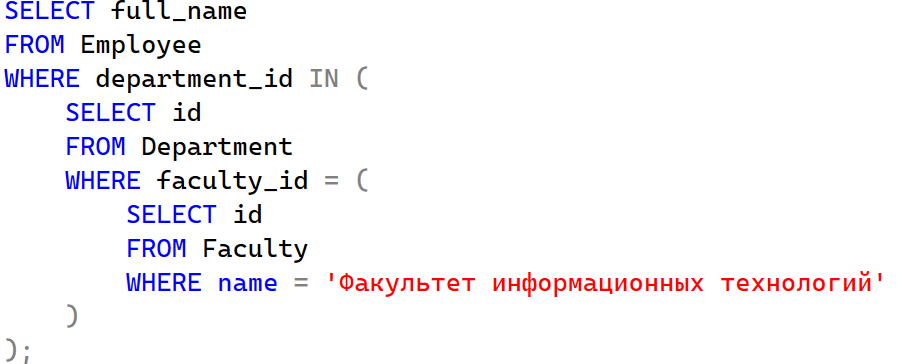 SELECT full_name
FROM Employee
WHERE department_id IN (
    SELECT id
    FROM Department
    WHERE faculty_id = (
        SELECT id
        FROM Faculty
        WHERE name = 'Факультет информационных технологий'
    )
);